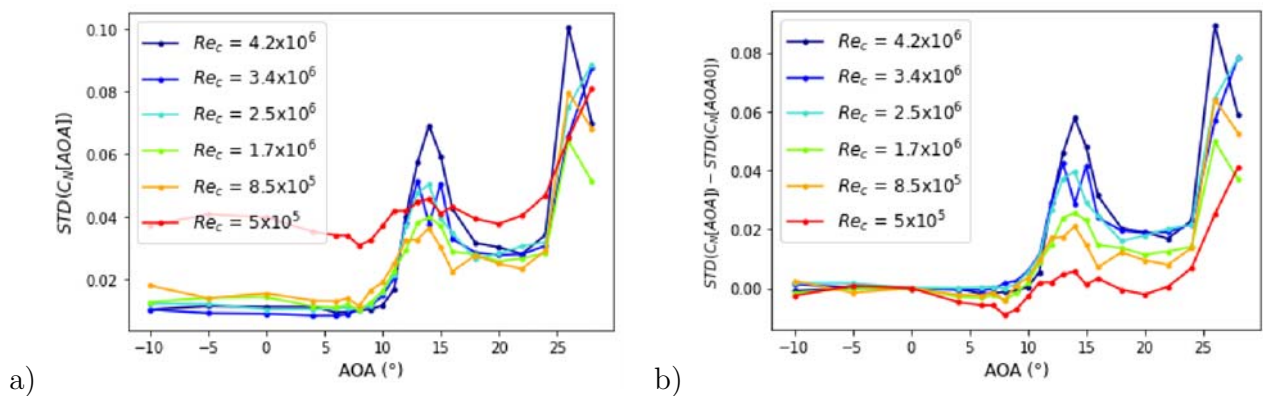 a)
STD(C_N[AOA])
0.10
0.08
0.06
0.04
0.02
Re_c = 4.2x10^6
Re_c = 3.4x10^6
Re_c = 2.5x10^6
Re_c = 1.7x10^6
Re_c = 8.5x10^5
Re_c = 5x10^5
−10 −5 0 5 10 15 20 25
AOA (°)
b)
STD(C_N[AOA]) − STD(C_N[AOA0])
0.08
0.06
0.04
0.02
0.00
Re_c = 4.2x10^6
Re_c = 3.4x10^6
Re_c = 2.5x10^6
Re_c = 1.7x10^6
Re_c = 8.5x10^5
Re_c = 5x10^5
−10 −5 0 5 10 15 20 25
AOA (°)